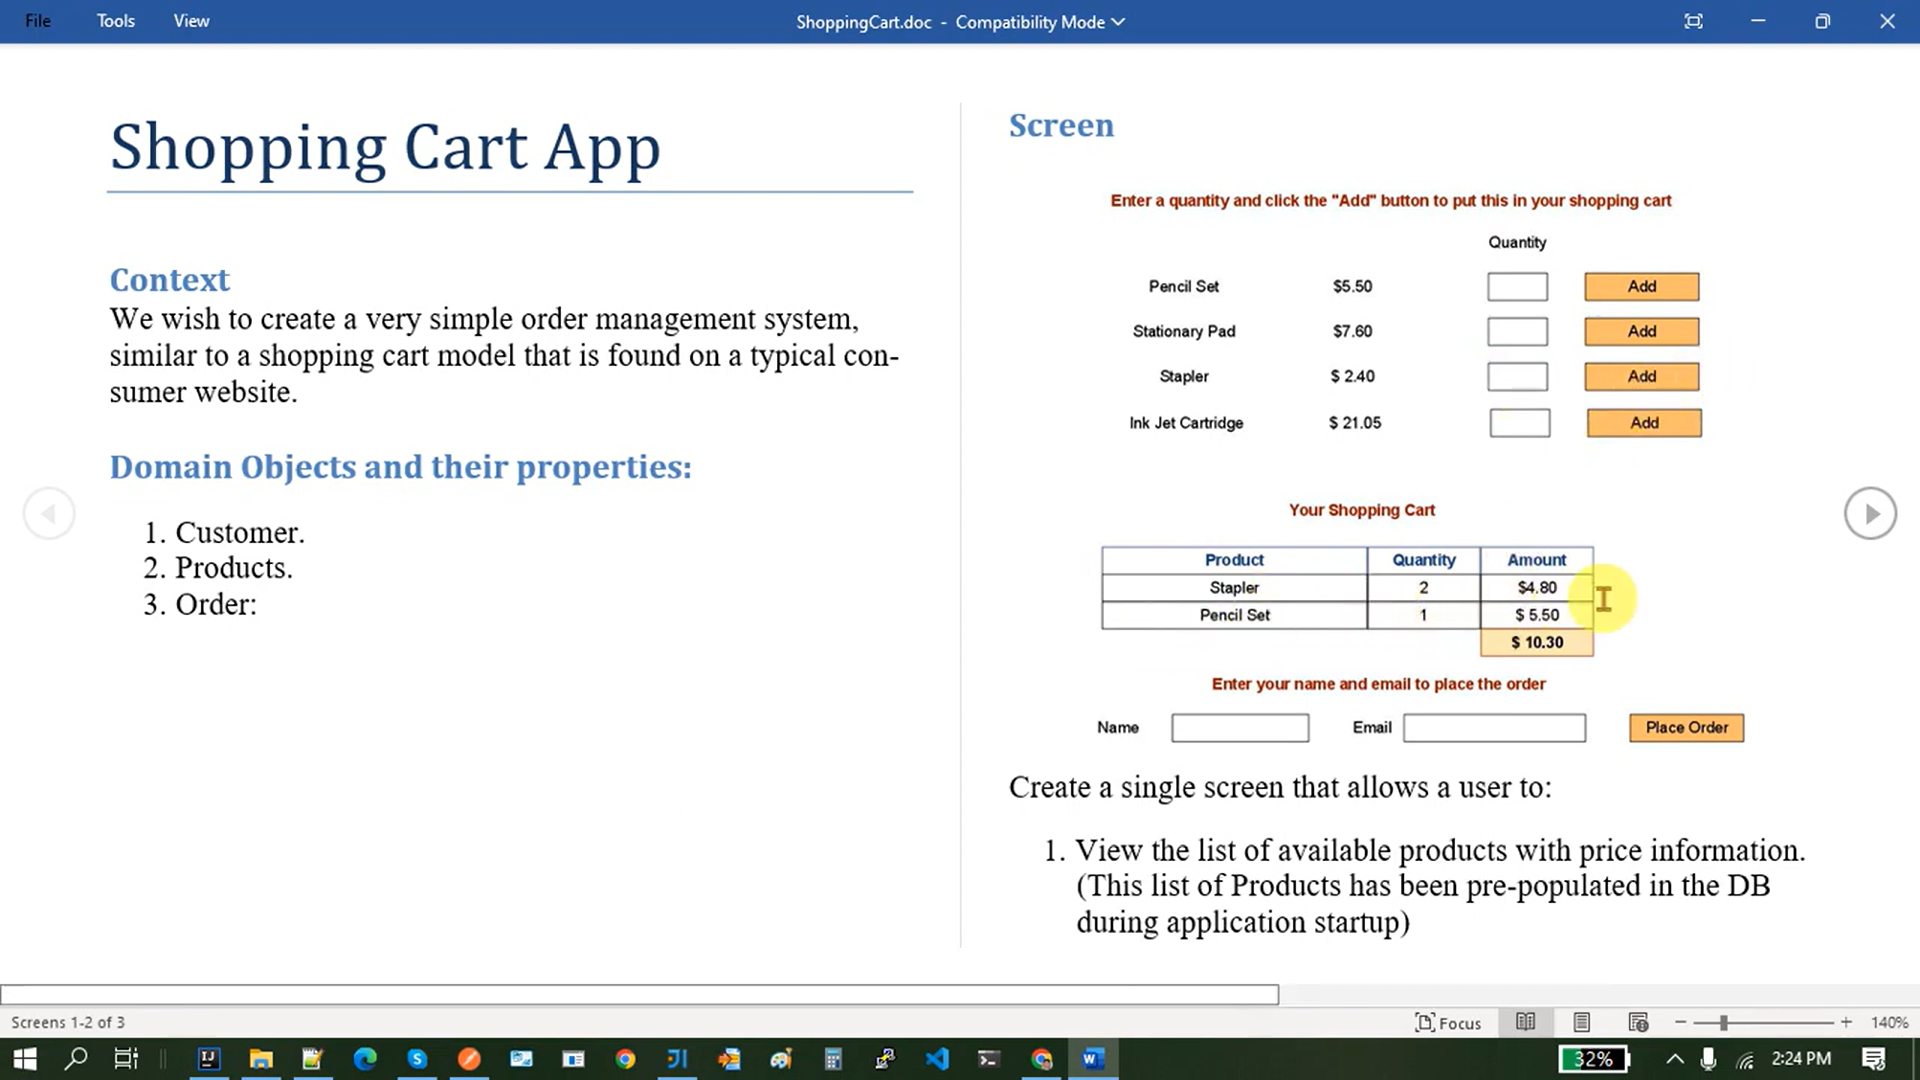 File Tools View ShoppingCart.doc - Compatibility Mode
Shopping Cart App
Context
We wish to create a very simple order management system,
similar to a shopping cart model that is found on a typical con-
sumer website.
Domain Objects and their properties:
1. Customer.
2. Products.
3. Order:
Screen
Enter a quantity and click the "Add" button to put this in your shopping cart
Quantity
Pencil Set $5.50 Add
Stationary Pad $7.60 Add
Stapler $ 2.40 Add
Ink Jet Cartridge $ 21.05 Add
Your Shopping Cart
Product Quantity Amount
Stapler 2 $4.80
Pencil Set 1 $ 5.50
$ 10.30
Enter your name and email to place the order
Name Email Place Order
Create a single screen that allows a user to:
1. View the list of available products with price information.
(This list of Products has been pre-populated in the DB
during application startup)
Screens 1-2 of 3 Focus 140%
32% 2:24 PM